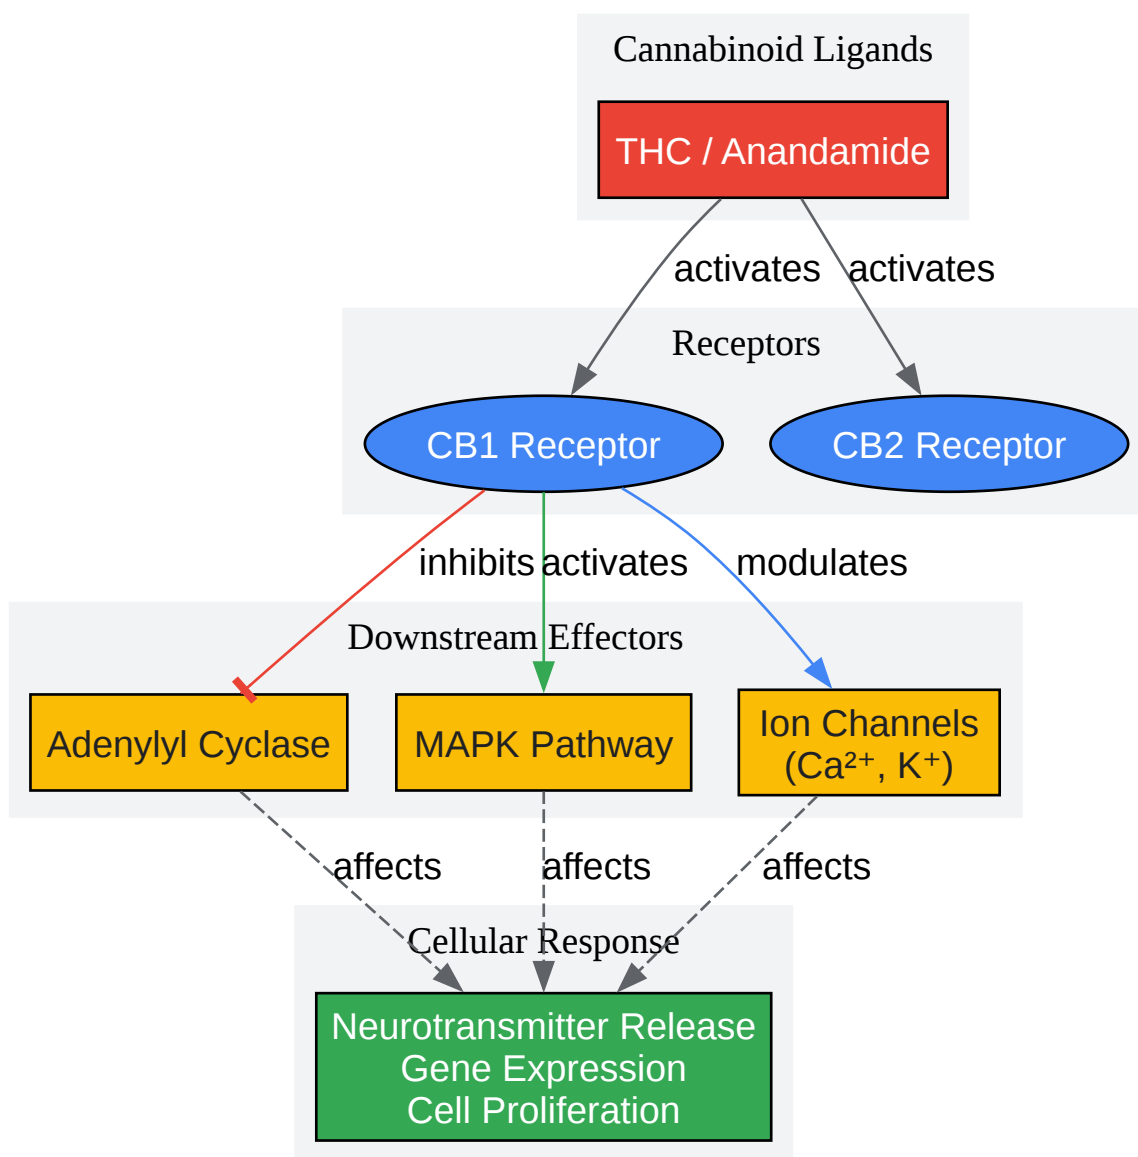 Cannabinoid Ligands
THC / Anandamide
activates
activates
Receptors
CB1 Receptor
CB2 Receptor
inhibits
activates
modulates
Downstream Effectors
Adenylyl Cyclase
MAPK Pathway
Ion Channels
(Ca²⁺, K⁺)
affects
affects
affects
Cellular Response
Neurotransmitter Release
Gene Expression
Cell Proliferation